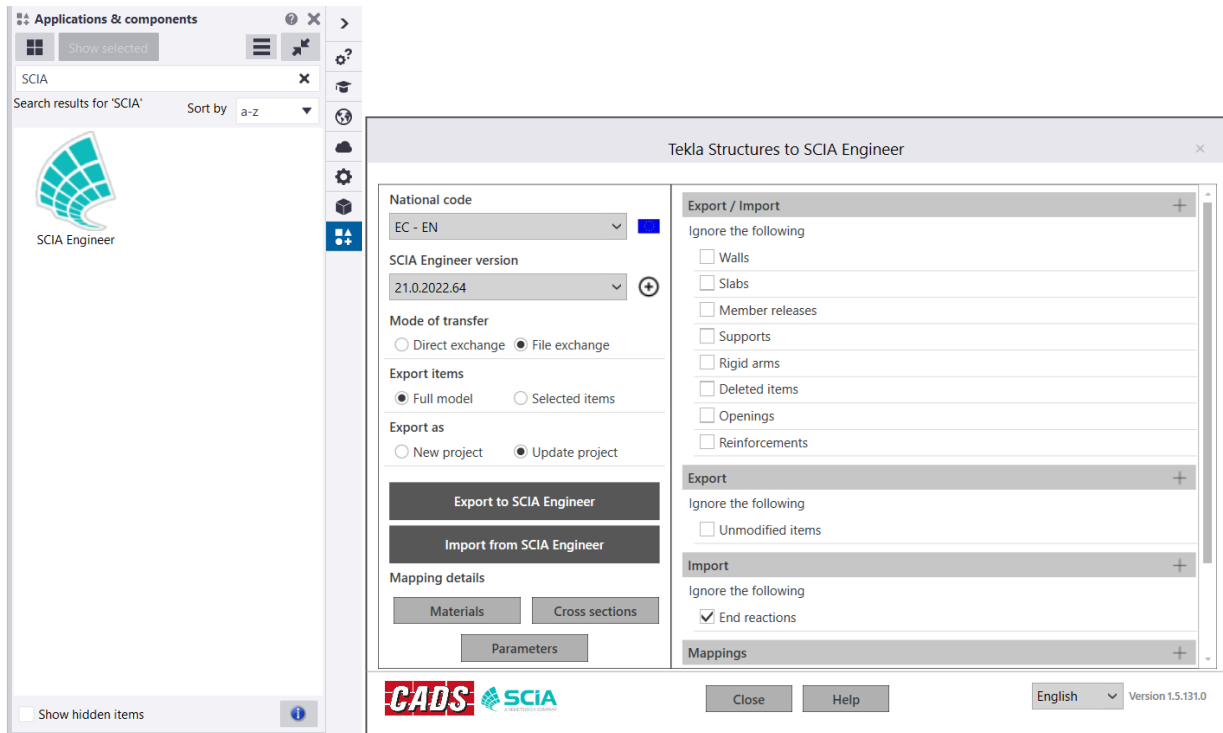 Applications & components
Show selected
SCIA
Search results for 'SCIA'
Sort by
a-z
SCIA Engineer
Show hidden items
Tekla Structures to SCIA Engineer
National code
EC - EN
SCIA Engineer version
21.0.2022.64
Mode of transfer
Direct exchange
File exchange
Export items
Full model
Selected items
Export as
New project
Update project
Export to SCIA Engineer
Import from SCIA Engineer
Mapping details
Materials
Cross sections
Parameters
Export / Import
Ignore the following
Walls
Slabs
Member releases
Supports
Rigid arms
Deleted items
Openings
Reinforcements
Export
Ignore the following
Unmodified items
Import
Ignore the following
End reactions
Mappings
CADS
SCIA
Close
Help
English
Version 1.5.131.0